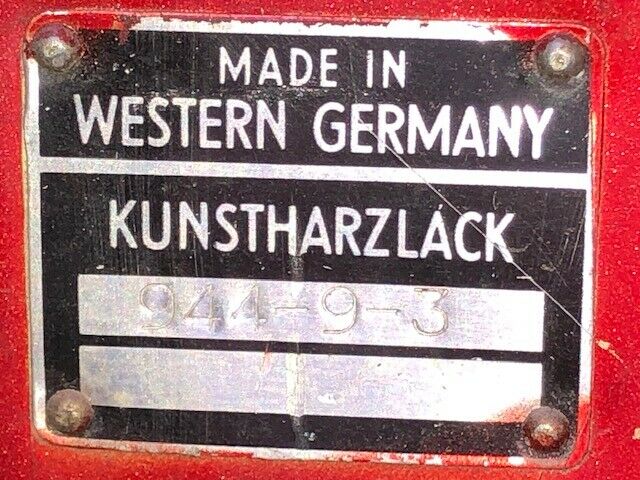 MADE IN
WESTERN GERMANY
KUNSTHARZLACK
944-9-3